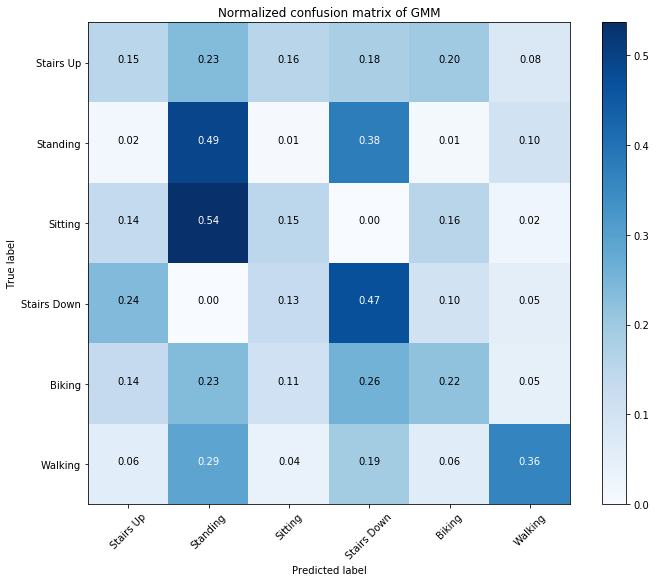 Normalized confusion matrix of GMM
Stairs Up 0.15 0.23 0.16 0.18 0.20 0.08
Standing 0.02 0.49 0.01 0.38 0.01 0.10
Sitting 0.14 0.54 0.15 0.00 0.16 0.02
Stairs Down 0.24 0.00 0.13 0.47 0.10 0.05
Biking 0.14 0.23 0.11 0.26 0.22 0.05
Walking 0.06 0.29 0.04 0.19 0.06 0.36
Stairs Up Standing Sitting Stairs Down Biking Walking
True label
Predicted label
0.5
0.4
0.3
0.2
0.1
0.0